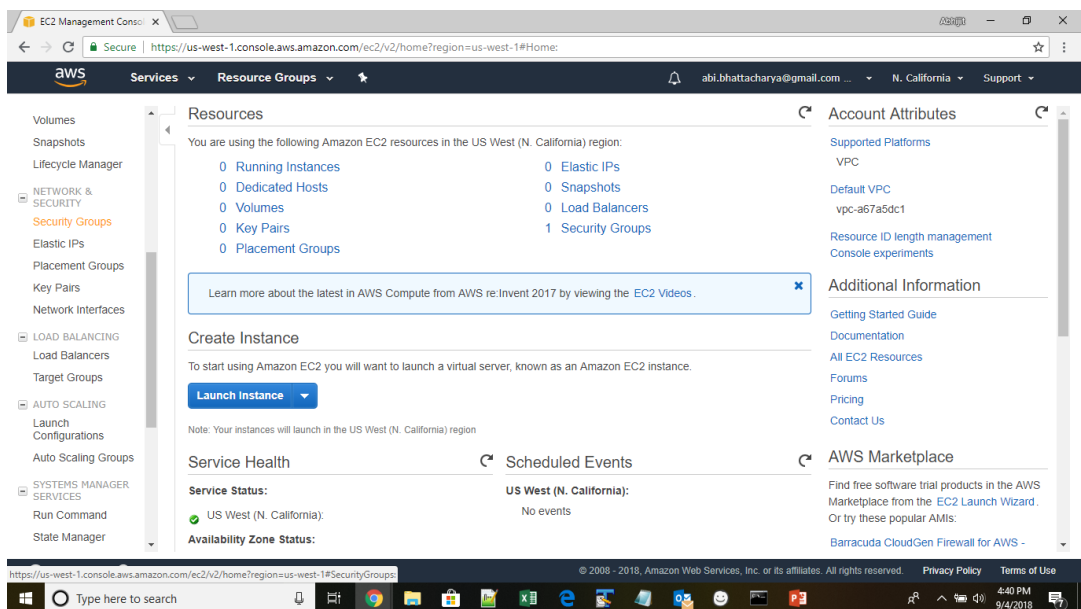 EC2 Management Consol
Abhijit
Secure
https://us-west-1.console.aws.amazon.com/ec2/v2/home?region=us-west-1#Home:
aws
Services
Resource Groups
abi.bhattacharya@gmail.com ...
N. California
Support
Volumes
Snapshots
Lifecycle Manager
NETWORK &
SECURITY
Security Groups
Elastic IPs
Placement Groups
Key Pairs
Network Interfaces
LOAD BALANCING
Load Balancers
Target Groups
AUTO SCALING
Launch
Configurations
Auto Scaling Groups
SYSTEMS MANAGER
SERVICES
Run Command
State Manager
Resources
You are using the following Amazon EC2 resources in the US West (N. California) region:
0 Running Instances
0 Dedicated Hosts
0 Volumes
0 Key Pairs
0 Placement Groups
0 Elastic IPs
0 Snapshots
0 Load Balancers
1 Security Groups
Learn more about the latest in AWS Compute from AWS re:Invent 2017 by viewing the EC2 Videos.
Create Instance
To start using Amazon EC2 you will want to launch a virtual server, known as an Amazon EC2 instance.
Launch Instance
Note: Your instances will launch in the US West (N. California) region
Service Health
Service Status:
US West (N. California):
Availability Zone Status:
Scheduled Events
US West (N. California):
No events
Account Attributes
Supported Platforms
VPC
Default VPC
vpc-a67a5dc1
Resource ID length management
Console experiments
Additional Information
Getting Started Guide
Documentation
All EC2 Resources
Forums
Pricing
Contact Us
AWS Marketplace
Find free software trial products in the AWS
Marketplace from the EC2 Launch Wizard.
Or try these popular AMIs:
Barracuda CloudGen Firewall for AWS -
https://us-west-1.console.aws.amazon.com/ec2/v2/home?region=us-west-1#SecurityGroups:
© 2008 - 2018, Amazon Web Services, Inc. or its affiliates. All rights reserved.
Privacy Policy
Terms of Use
Type here to search
4:40 PM
9/4/2018
7